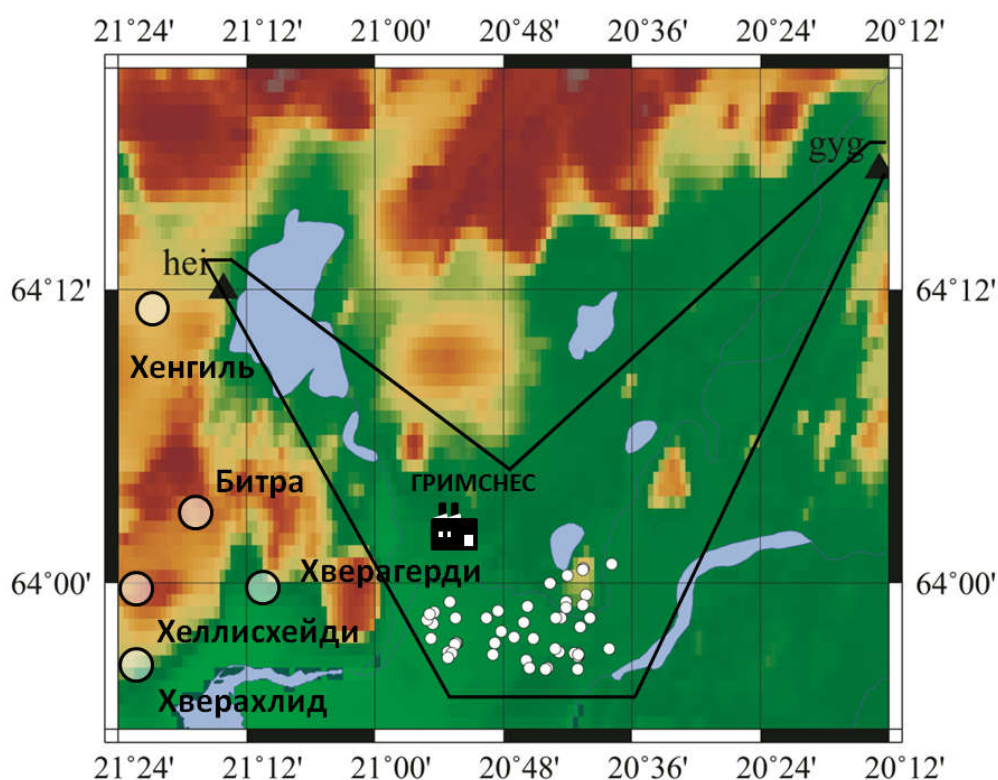 21°24' 21°12' 21°00' 20°48' 20°36' 20°24' 20°12'
gyg
hei
64°12' 64°12'
Хенгиль
Битра
ГРИМСНЕС
Хверагерди
64°00' 64°00'
Хеллисхейди
Хверахлид
21°24' 21°12' 21°00' 20°48' 20°36' 20°24' 20°12'